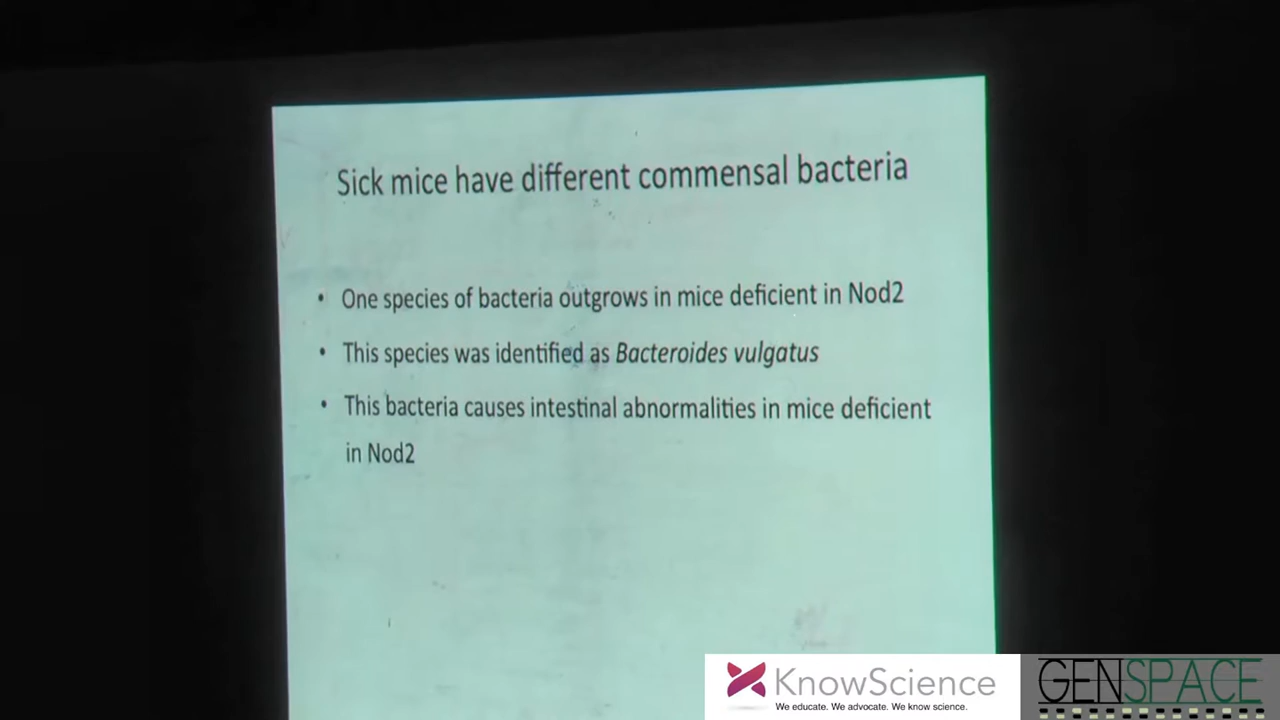 Sick mice have different commensal bacteria
• One species of bacteria outgrows in mice deficient in Nod2
• This species was identified as Bacteroides vulgatus
• This bacteria causes intestinal abnormalities in mice deficient
in Nod2
KnowScience
We educate. We advocate. We know science.
GENSPACE